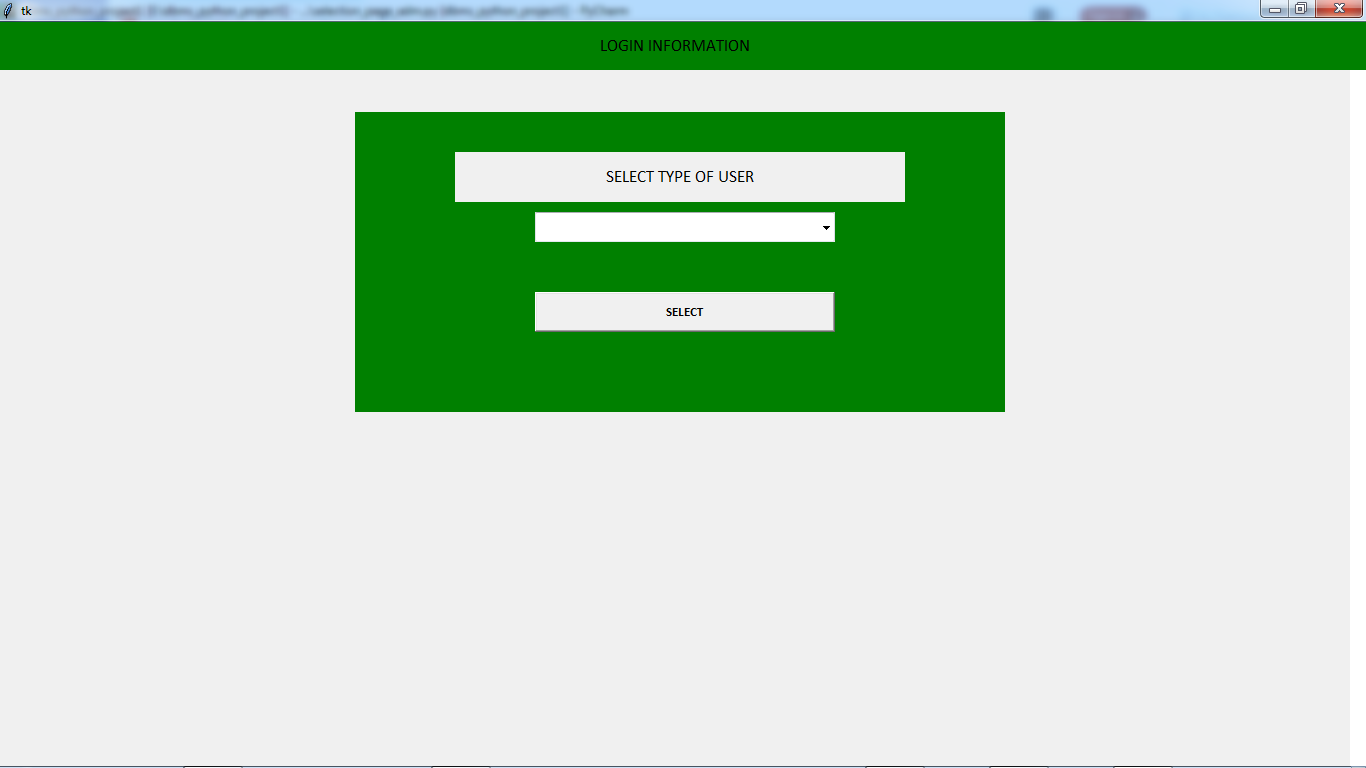 tk
LOGIN INFORMATION
SELECT TYPE OF USER
SELECT